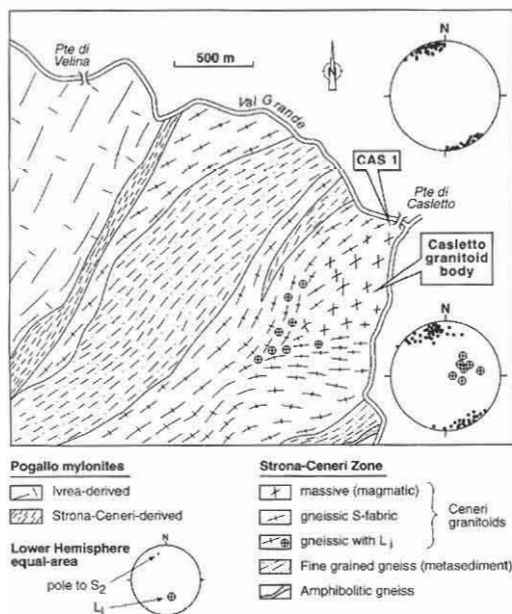 Pte di
Velina
500 m
N
Val Grande
N
CAS 1
Pte di
Casletto
Casletto
granitoid
body
N
Pogallo mylonites
Ivrea-derived
Strona-Ceneri-derived
Lower Hemisphere
equal-area
N
pole to S2
Li
Strona-Ceneri Zone
massive (magmatic)
gneissic S-fabric
gneissic with Li
Ceneri
granitoids
Fine grained gneiss (metasediment)
Amphibolitic gneiss